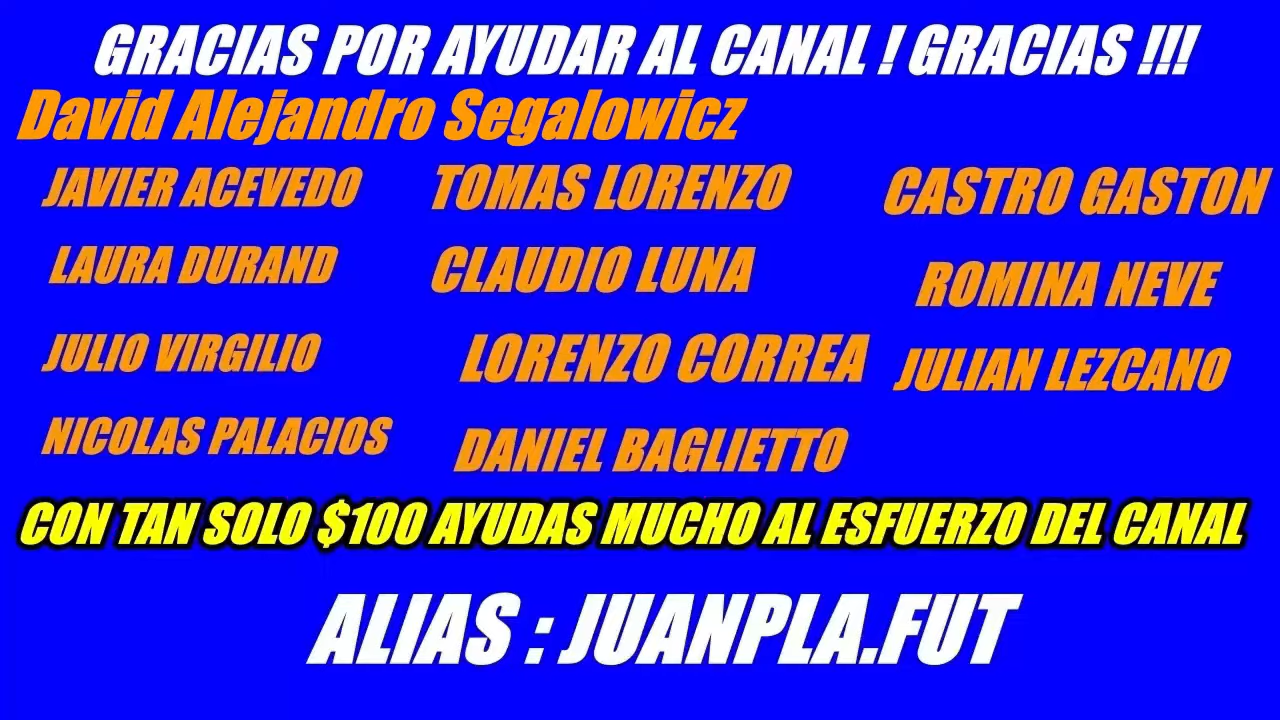 GRACIAS POR AYUDAR AL CANAL ! GRACIAS !!!
David Alejandro Segalowicz
JAVIER ACEVEDO TOMAS LORENZO CASTRO GASTON
LAURA DURAND CLAUDIO LUNA ROMINA NEVE
JULIO VIRGILIO LORENZO CORREA JULIAN LEZCANO
NICOLAS PALACIOS DANIEL BAGLIETTO
CON TAN SOLO $100 AYUDAS MUCHO AL ESFUERZO DEL CANAL
ALIAS : JUANPLA.FUT